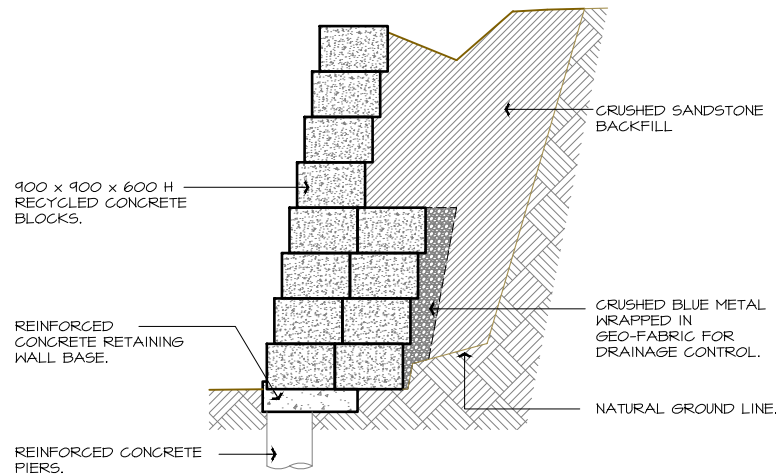 CRUSHED SANDSTONE
BACKFILL
900 x 900 x 600 H
RECYCLED CONCRETE
BLOCKS.
CRUSHED BLUE METAL
WRAPPED IN
GEO-FABRIC FOR
DRAINAGE CONTROL.
REINFORCED
CONCRETE RETAINING
WALL BASE.
NATURAL GROUND LINE.
REINFORCED CONCRETE
PIERS.